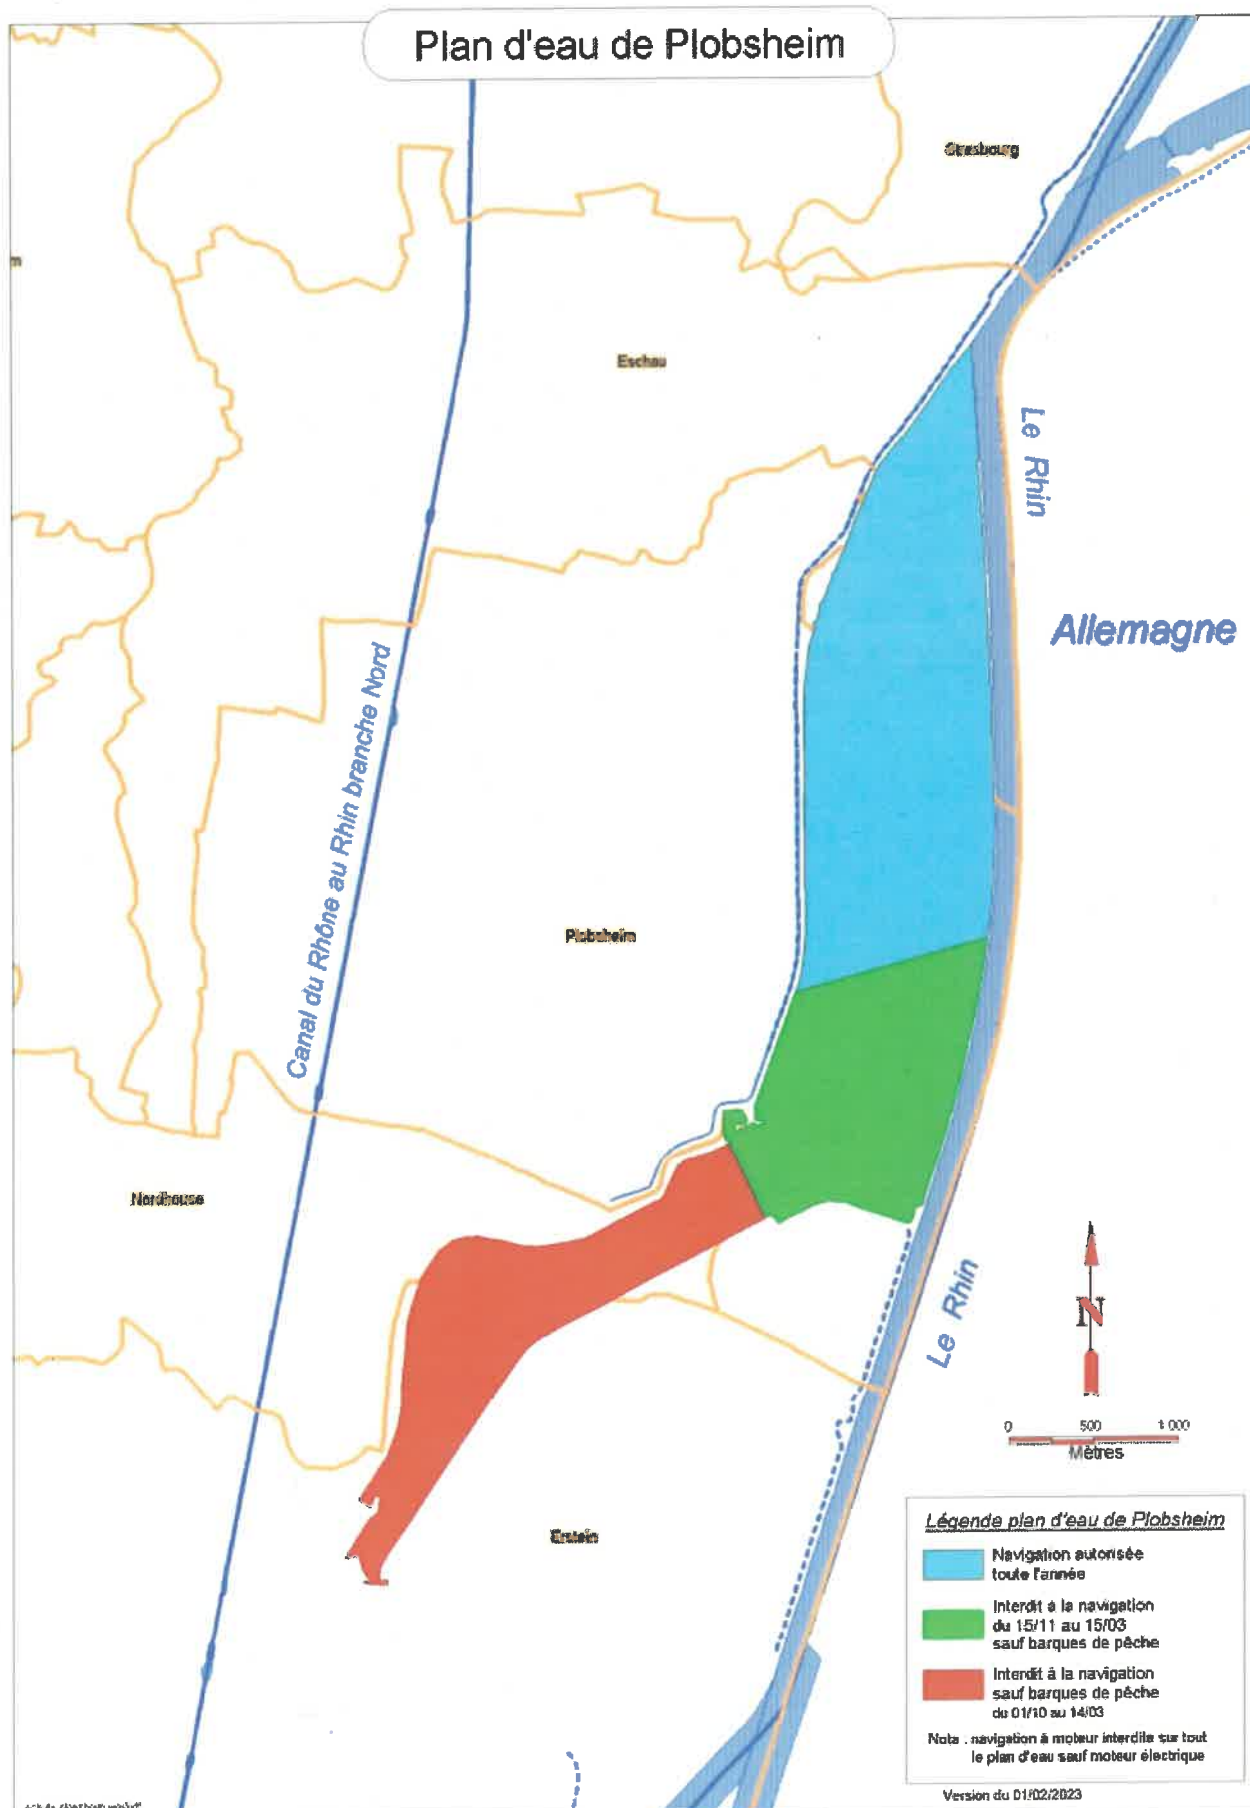 Plan d'eau de Plobsheim
Strasbourg
m
Eschau
Le Rhin
Allemagne
Canal du Rhône au Rhin branche Nord
Plobsheim
Nordhouse
Le Rhin
N
0 500 1 000
Mètres
Erstein
Légende plan d'eau de Plobsheim
Navigation autorisée
toute l'année
Interdit à la navigation
du 15/11 au 15/03
sauf barques de pêche
Interdit à la navigation
sauf barques de pêche
du 01/10 au 14/03
Nota : navigation à moteur interdite sur tout
le plan d'eau sauf moteur électrique
Version du 01/02/2023